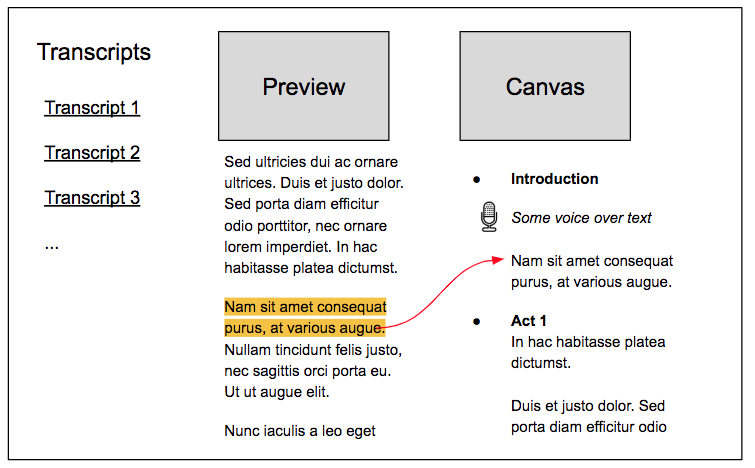 Transcripts
Transcript 1
Transcript 2
Transcript 3
...
Preview
Sed ultricies dui ac ornare
ultrices. Duis et justo dolor.
Sed porta diam efficitur
odio porttitor, nec ornare
lorem imperdiet. In hac
habitasse platea dictumst.
Nam sit amet consequat
purus, at various augue.
Nullam tincidunt felis justo,
nec sagittis orci porta eu.
Ut ut augue elit.
Nunc iaculis a leo eget
Canvas
● Introduction
Some voice over text
Nam sit amet consequat
purus, at various augue.
● Act 1
In hac habitasse platea
dictumst.
Duis et justo dolor. Sed
porta diam efficitur odio